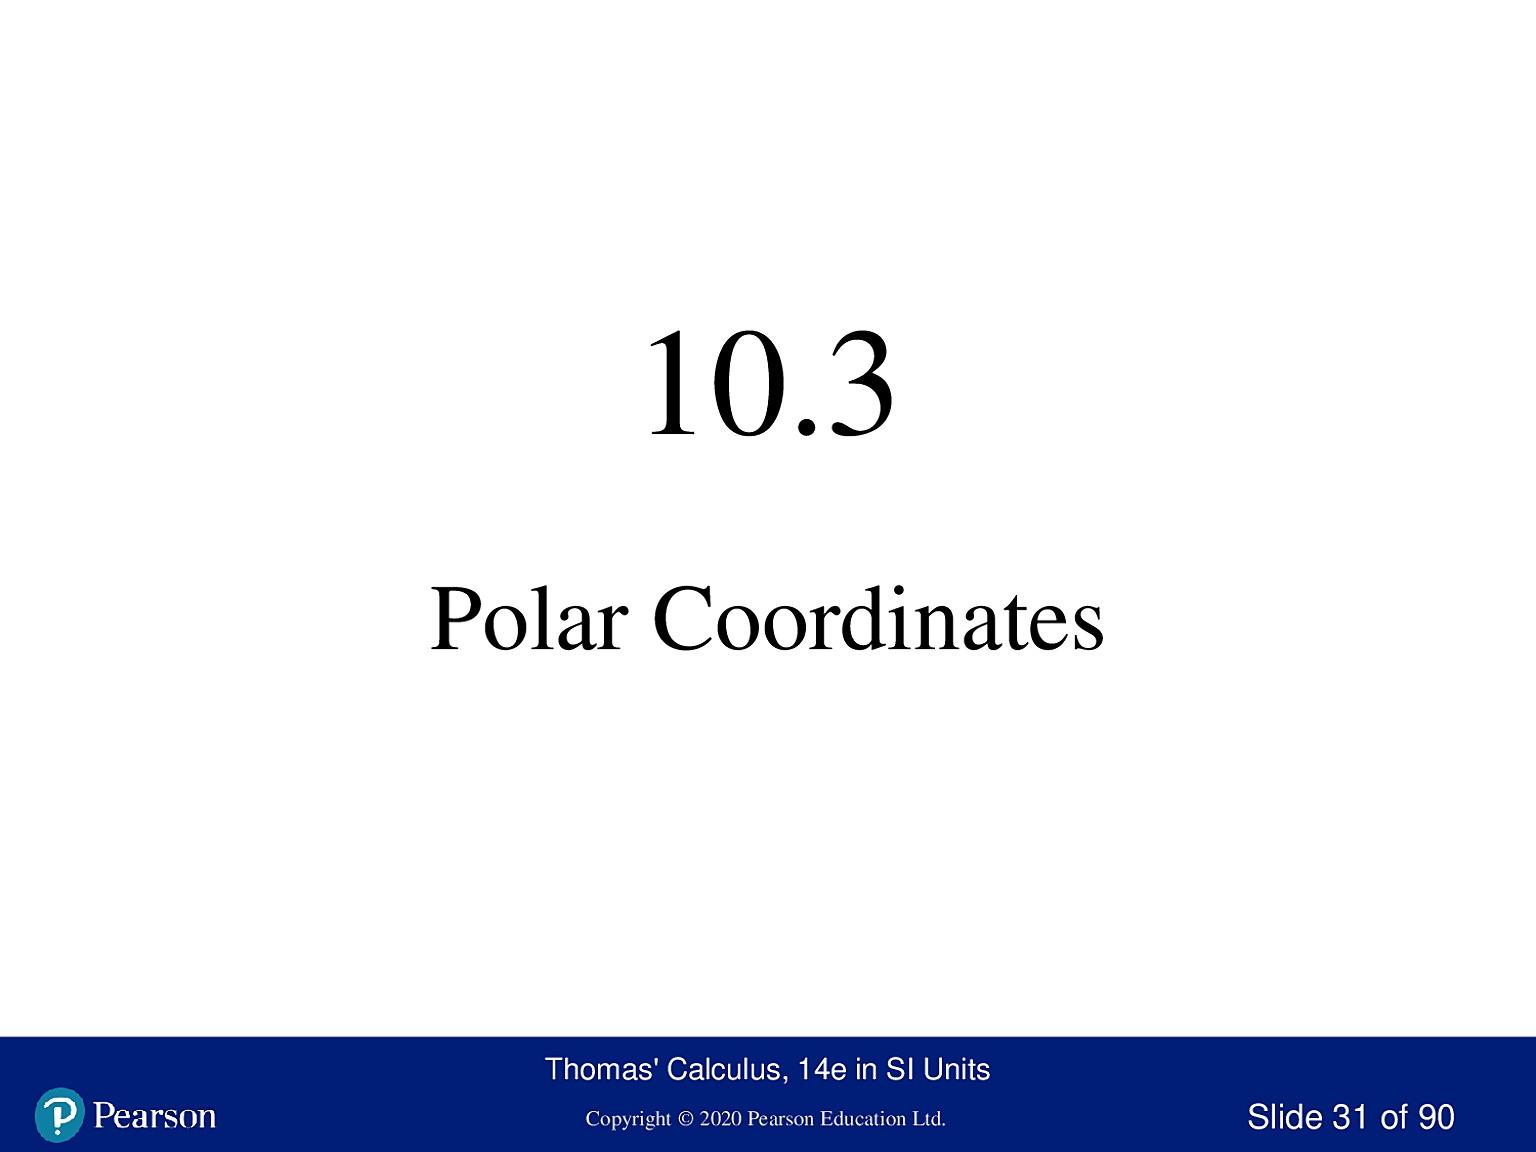 10.3
Polar Coordinates
Thomas' Calculus, 14e in SI Units
Pearson
Copyright © 2020 Pearson Education Ltd.
Slide 31 of 90